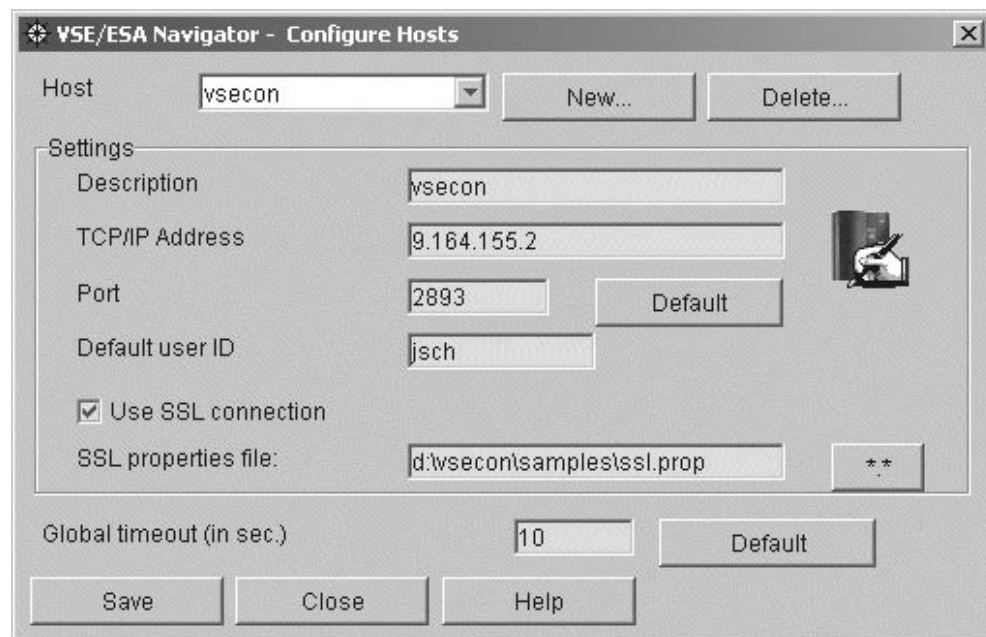 VSE/ESA Navigator - Configure Hosts
Host vsecon New... Delete...
Settings
Description vsecon
TCP/IP Address 9.164.155.2
Port 2893 Default
Default user ID jsch
Use SSL connection
SSL properties file: d:\vsecon\samples\ssl.prop *.*
Global timeout (in sec.) 10 Default
Save Close Help